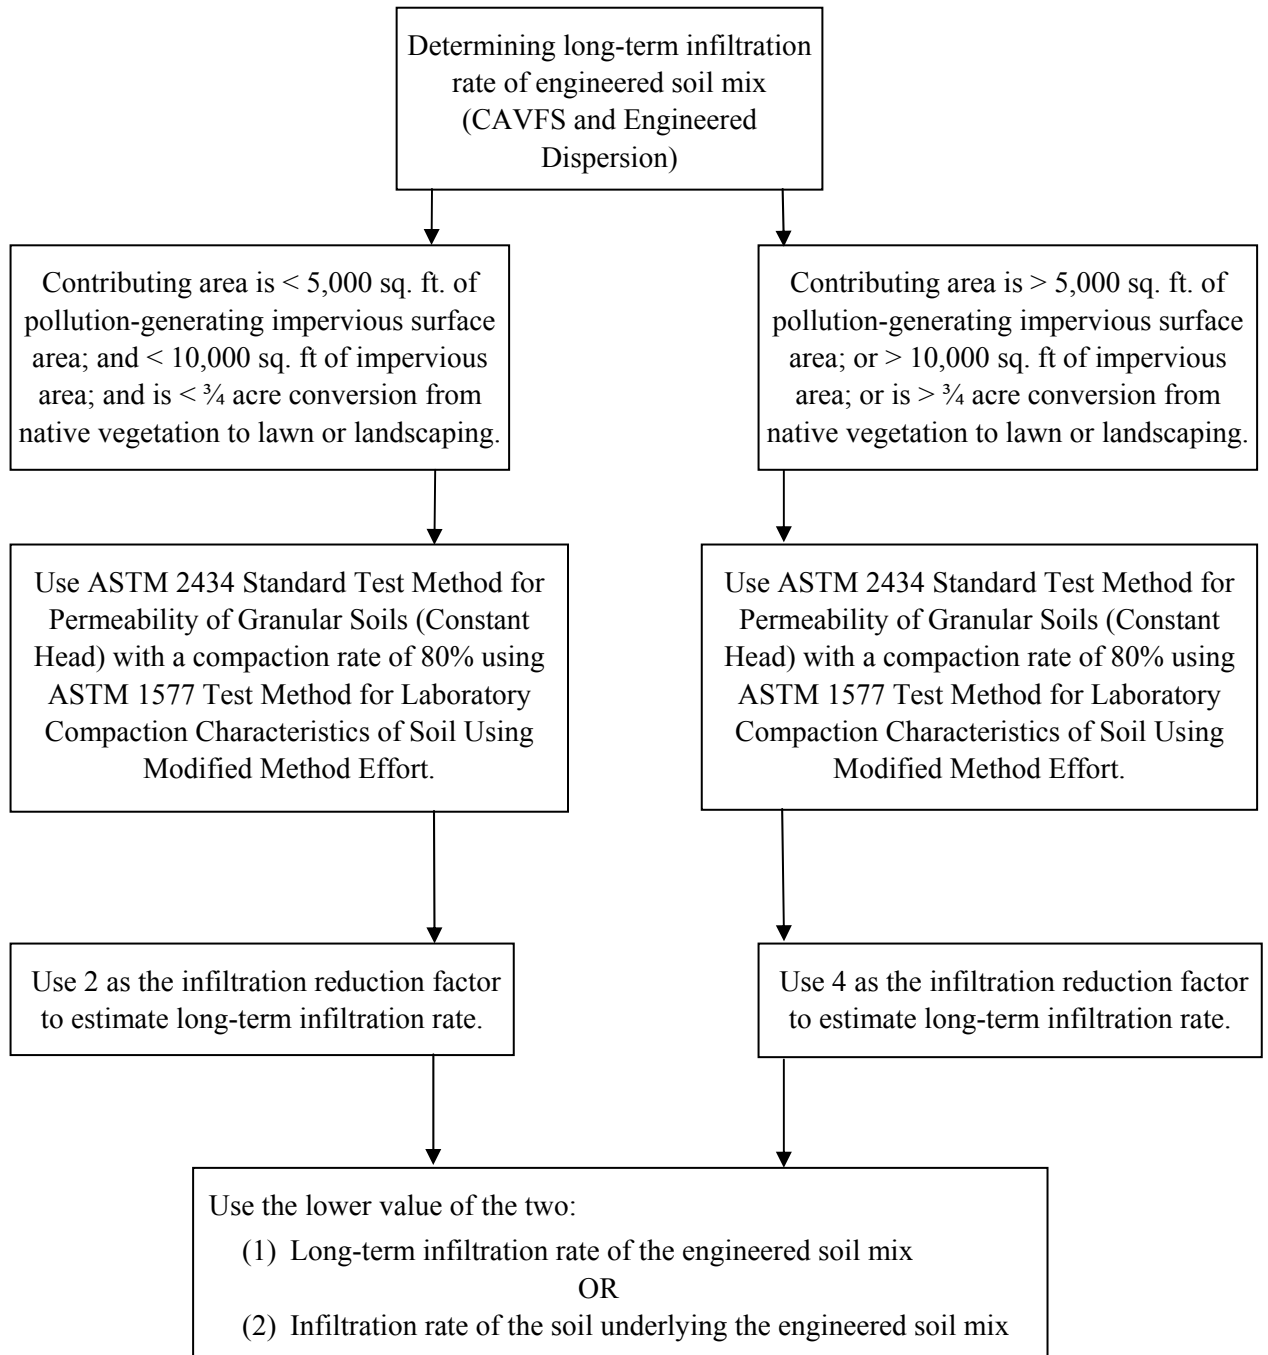 Determining long-term infiltration
rate of engineered soil mix
(CAVFS and Engineered
Dispersion)
Contributing area is < 5,000 sq. ft. of
pollution-generating impervious surface
area; and < 10,000 sq. ft of impervious
area; and is < ¾ acre conversion from
native vegetation to lawn or landscaping.
Contributing area is > 5,000 sq. ft. of
pollution-generating impervious surface
area; or > 10,000 sq. ft of impervious
area; or is > ¾ acre conversion from
native vegetation to lawn or landscaping.
Use ASTM 2434 Standard Test Method for
Permeability of Granular Soils (Constant
Head) with a compaction rate of 80% using
ASTM 1577 Test Method for Laboratory
Compaction Characteristics of Soil Using
Modified Method Effort.
Use ASTM 2434 Standard Test Method for
Permeability of Granular Soils (Constant
Head) with a compaction rate of 80% using
ASTM 1577 Test Method for Laboratory
Compaction Characteristics of Soil Using
Modified Method Effort.
Use 2 as the infiltration reduction factor
to estimate long-term infiltration rate.
Use 4 as the infiltration reduction factor
to estimate long-term infiltration rate.
Use the lower value of the two:
(1) Long-term infiltration rate of the engineered soil mix
OR
(2) Infiltration rate of the soil underlying the engineered soil mix